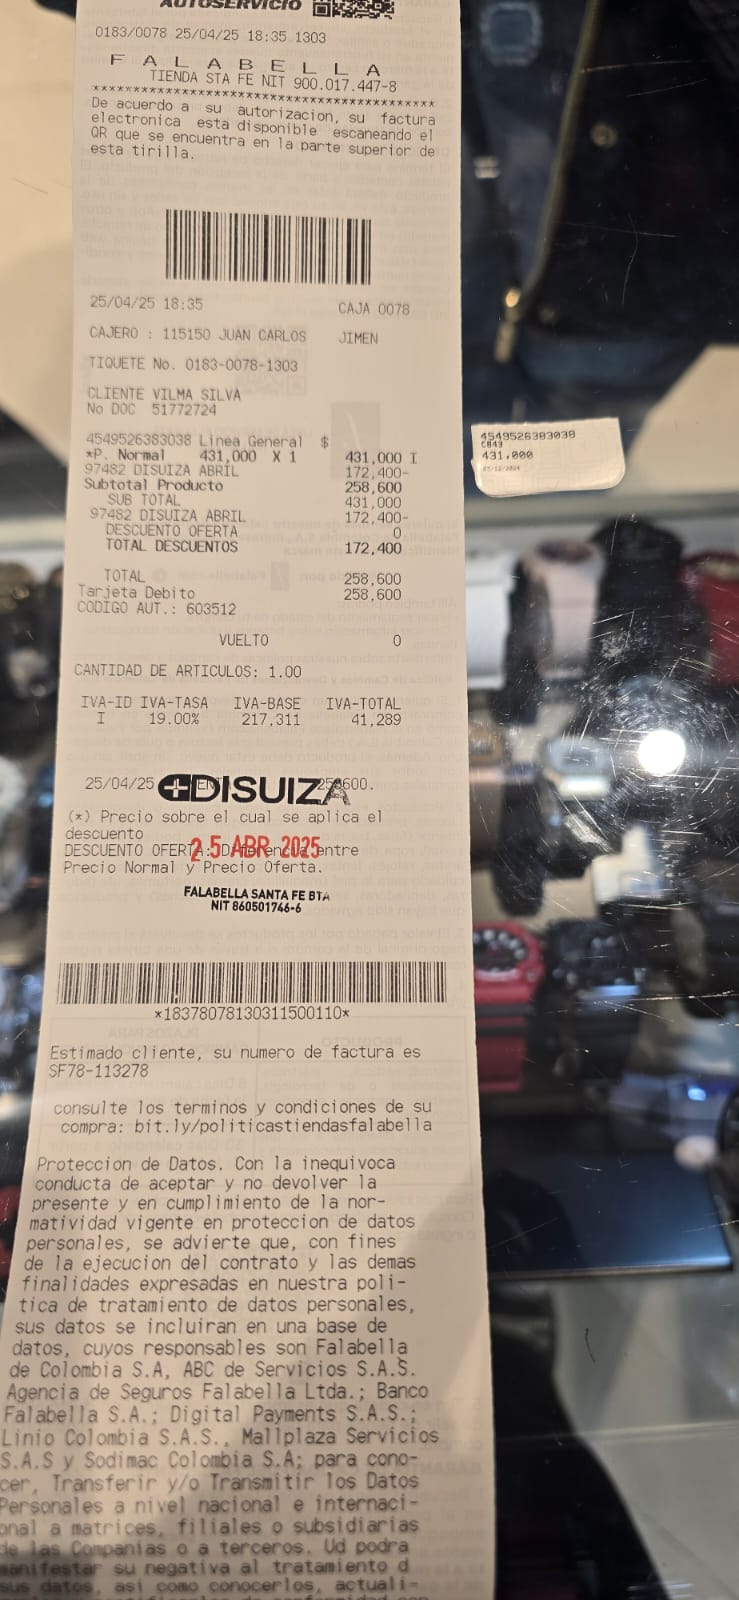 AUTOSERVICIO
0183/0078 25/04/25 18:35 1303
F A L A B E L L A
TIENDA STA FE NIT 900.017.447-8
******************************************
De acuerdo a su autorizacion, su factura
electronica esta disponible escaneando el
QR que se encuentra en la parte superior de
esta tirilla.
25/04/25 18:35 CAJA 0078
CAJERO : 115150 JUAN CARLOS JIMEN
TIQUETE No. 0183-0078-1303
CLIENTE VILMA SILVA
No DOC 51772724
4549526383038 Linea General $
*P. Normal 431,000 X 1 431,000 I
97482 DISUIZA ABRIL 172,400-
Subtotal Producto 258,600
SUB TOTAL 431,000
97482 DISUIZA ABRIL 172,400-
DESCUENTO OFERTA 0
TOTAL DESCUENTOS 172,400
TOTAL 258,600
Tarjeta Debito 258,600
CODIGO AUT.: 603512
VUELTO 0
CANTIDAD DE ARTICULOS: 1.00
IVA-ID IVA-TASA IVA-BASE IVA-TOTAL
I 19.00% 217,311 41,289
25/04/25 DISUIZA 258600.
(*) Precio sobre el cual se aplica el
descuento
DESCUENTO OFERTA: Diferencia entre
25 ABR 2025
Precio Normal y Precio Oferta.
FALABELLA SANTA FE BTA
NIT 860501746-6
*18378078130311500110*
Estimado cliente, su numero de factura es
SF78-113278
consulte los terminos y condiciones de su
compra: bit.ly/politicastiendasfalabella
Proteccion de Datos. Con la inequivoca
conducta de aceptar y no devolver la
presente y en cumplimiento de la nor-
matividad vigente en proteccion de datos
personales, se advierte que, con fines
de la ejecucion del contrato y las demas
finalidades expresadas en nuestra poli-
tica de tratamiento de datos personales,
sus datos se incluiran en una base de
datos, cuyos responsables son Falabella
de Colombia S.A, ABC de Servicios S.A.S.
Agencia de Seguros Falabella Ltda.; Banco
Falabella S.A.; Digital Payments S.A.S.;
Linio Colombia S.A.S., Mallplaza Servicios
S.A.S y Sodimac Colombia S.A; para cono-
cer, Transferir y/o Transmitir los Datos
Personales a nivel nacional e internaci-
onal a matrices, filiales o subsidiarias
de las Companias o a terceros. Ud podra
manifestar su negativa al tratamiento d
sus datos, asi como conocerlos, actuali-
4549526383038
CB43
431,000